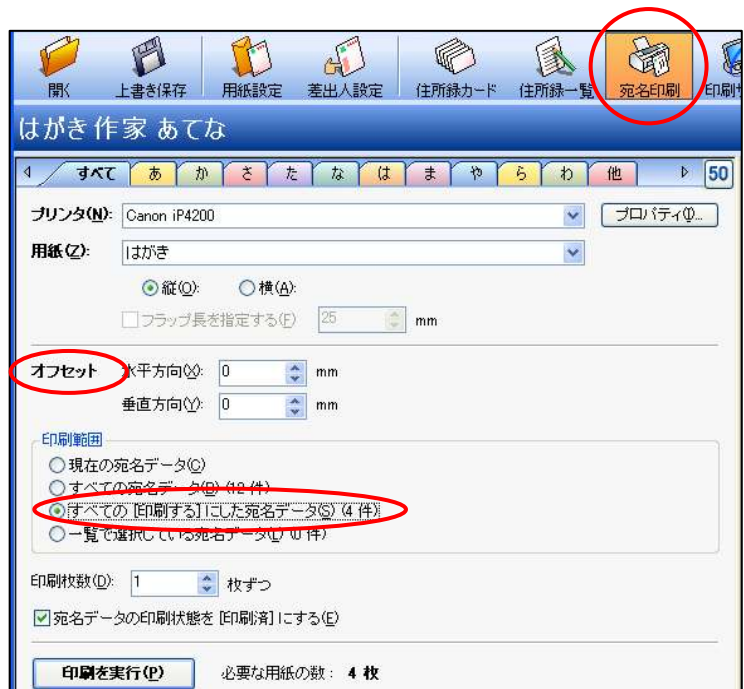 開く 上書き保存 用紙設定 差出人設定 住所録カード 住所録一覧 宛名印刷
はがき作家 あてな
すべて あ か さ た な は ま や ら わ 他 50
プリンタ(N): Canon iP4200 プロパティ(I)...
用紙(Z): はがき
縦(O): 横(A):
フラップ長を指定する(F) 25 mm
オフセット 水平方向(X): 0 mm
垂直方向(Y): 0 mm
印刷範囲
現在の宛名データ(C)
すべての宛名データ(B) (12 件)
すべての [印刷する] にした宛名データ(S) (4 件)
一覧で選択している宛名データ(L) (0 件)
印刷枚数(D): 1 枚ずつ
宛名データの印刷状態を [印刷済] にする(E)
印刷を実行(P) 必要な用紙の数： 4 枚